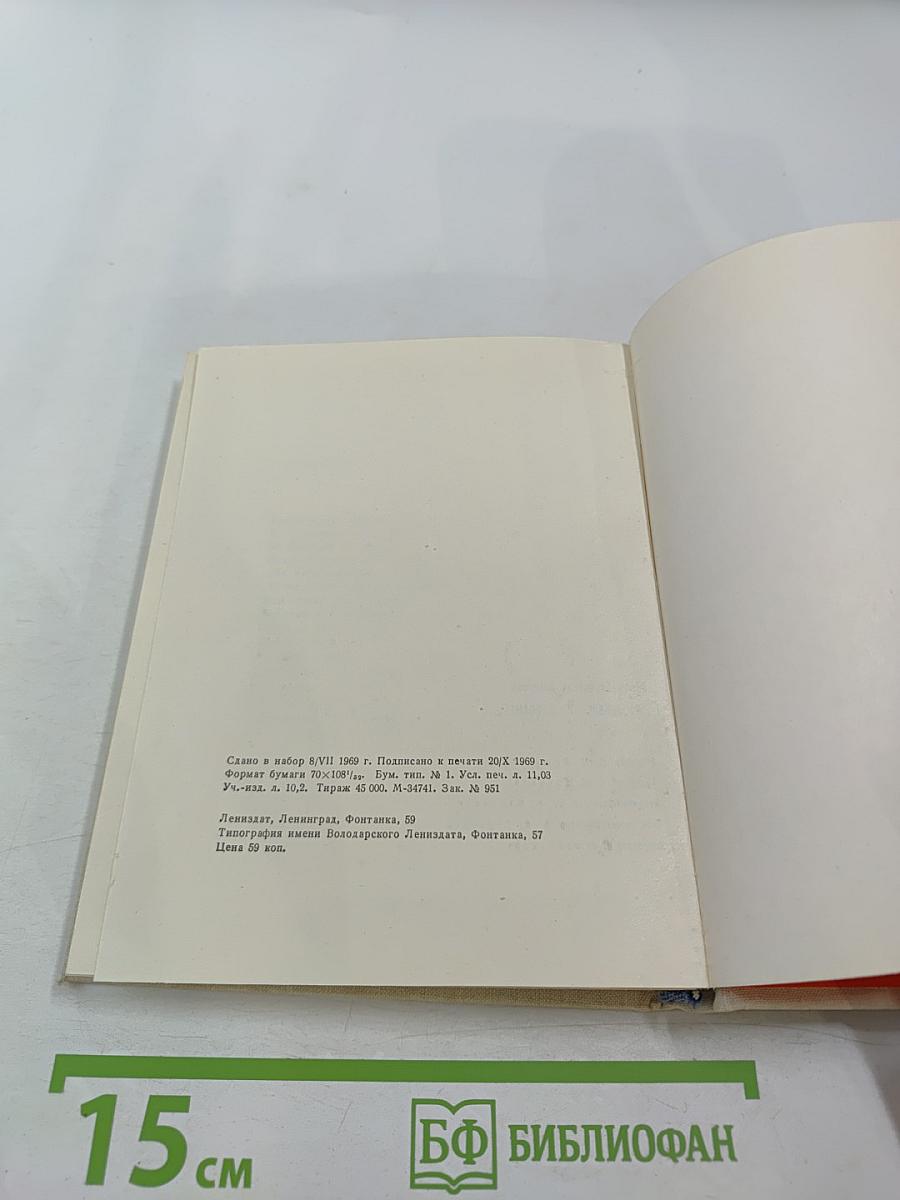 Сдано в набор 8/VII 1969 г. Подписано к печати 20/X 1969 г.
Формат бумаги 70×108¹/₃₂. Бум. тип. № 1. Усл. печ. л. 11,03
Уч.-изд. л. 10,2. Тираж 45 000. М-34741. Зак. № 951
Лениздат, Ленинград, Фонтанка, 59
Типография имени Володарского Лениздата, Фонтанка, 57
Цена 59 коп.
15 см
БФ БИБЛИОФАН